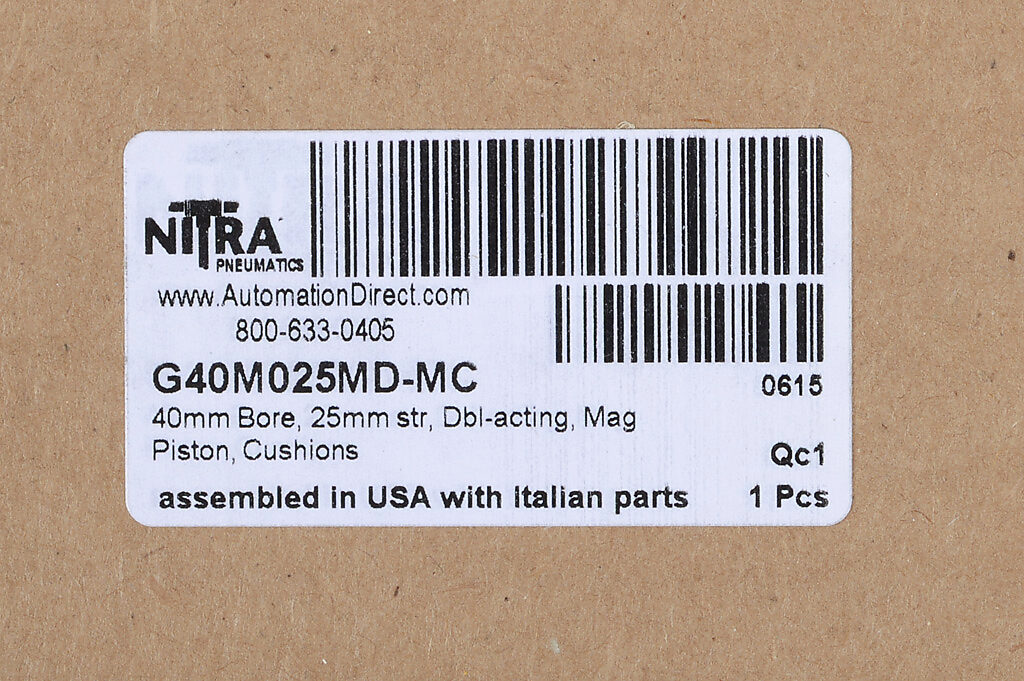 NITRA
PNEUMATICS
www.AutomationDirect.com
800-633-0405
G40M025MD-MC
0615
40mm Bore, 25mm str, Dbl-acting, Mag
Piston, Cushions
Qc1
assembled in USA with Italian parts
1 Pcs